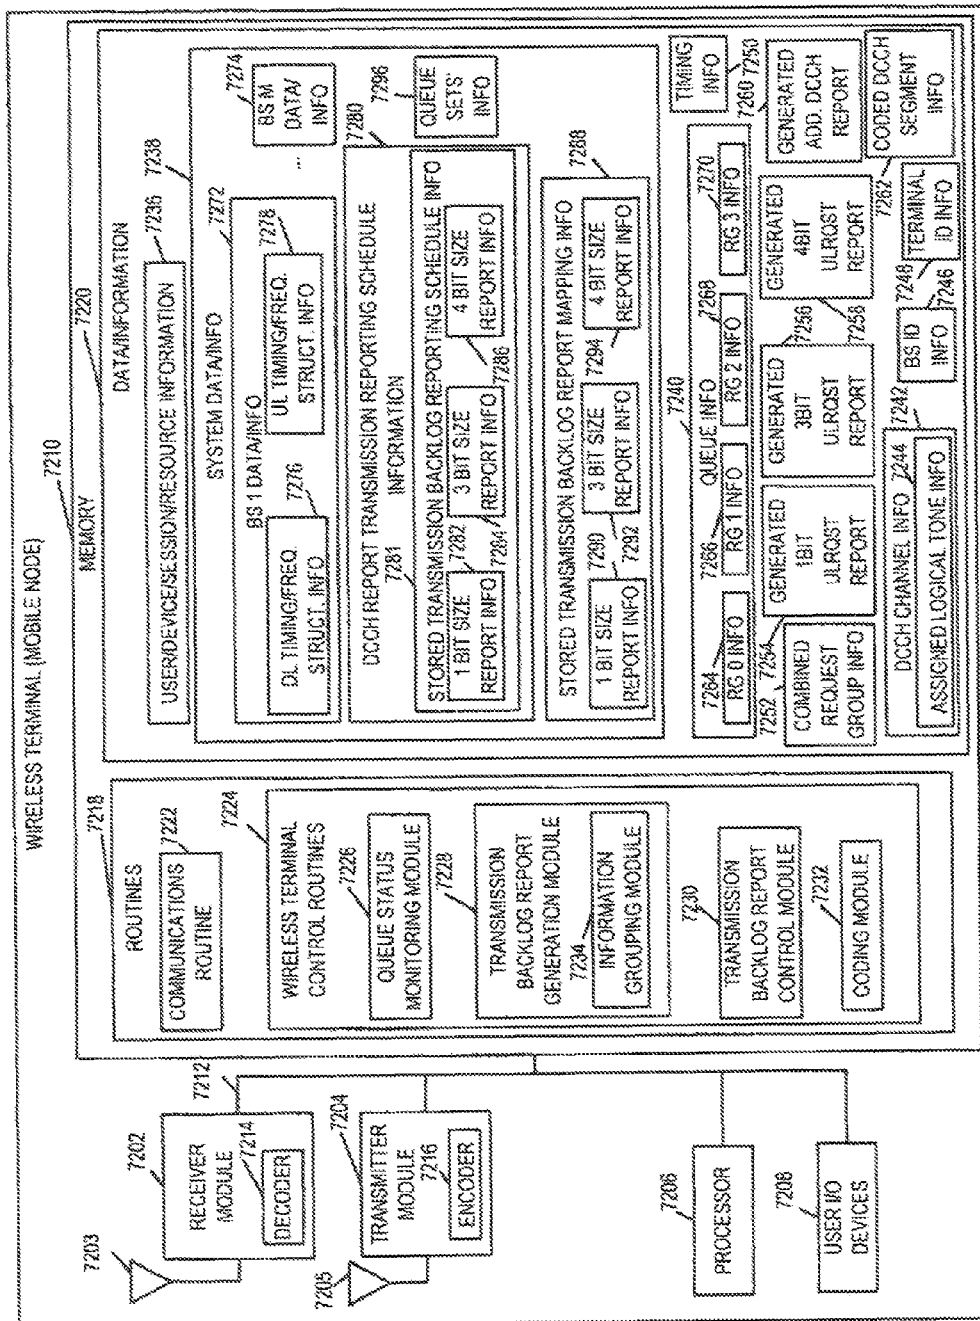 WIRELESS TERMINAL (MOBILE NODE)
7210
7203
7202
RECEIVER
MODULE
7214
DECODER
7212
7205
7204
TRANSMITTER
MODULE
7216
ENCODER
7206
PROCESSOR
7208
USER I/O
DEVICES
MEMORY
7218
ROUTINES
7222
COMMUNICATIONS
ROUTINE
7224
WIRELESS TERMINAL
CONTROL ROUTINES
7226
QUEUE STATUS
MONITORING MODULE
7228
TRANSMISSION
BACKLOG REPORT
GENERATION MODULE
7234
INFORMATION
GROUPING MODULE
7230
TRANSMISSION
BACKLOG REPORT
CONTROL MODULE
7232
CODING MODULE
7220
DATA/INFORMATION
7236
USER/DEVICE/SESSION/RESOURCE INFORMATION
7238
SYSTEM DATA/INFO
7272
BS 1 DATA/INFO
7276
DL TIMING/FREQ.
STRUCT. INFO
7278
UL TIMING/FREQ.
STRUCT. INFO
...
7274
BS M
DATA/
INFO
7296
QUEUE
SETS'
INFO
7280
DCCH REPORT TRANSMISSION REPORTING SCHEDULE
INFORMATION
7281
STORED TRANSMISSION BACKLOG REPORTING SCHEDULE INFO
7282
1 BIT SIZE
REPORT INFO
7284
3 BIT SIZE
REPORT INFO
7286
4 BIT SIZE
REPORT INFO
7288
STORED TRANSMISSION BACKLOG REPORT MAPPING INFO
7290
1 BIT SIZE
REPORT INFO
7292
3 BIT SIZE
REPORT INFO
7294
4 BIT SIZE
REPORT INFO
7240
QUEUE INFO
7264
RG 0 INFO
7266
RG 1 INFO
7268
RG 2 INFO
7270
RG 3 INFO
TIMING
INFO
7250
7252
COMBINED
REQUEST
GROUP INFO
7254
GENERATED
1BIT
ULRQST
REPORT
7256
GENERATED
3BIT
ULRQST
REPORT
7258
GENERATED
4BIT
ULRQST
REPORT
7260
GENERATED
ADD. DCCH
REPORT
7242
DCCH CHANNEL INFO
7244
ASSIGNED LOGICAL TONE INFO
7246
BS ID
INFO
7248
TERMINAL
ID INFO
7262
CODED DCCH
SEGMENT
INFO